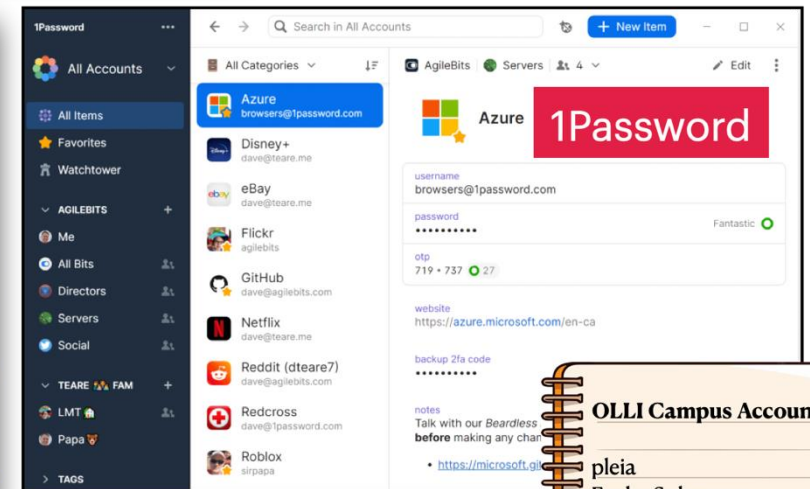 1Password
All Accounts
All Items
Favorites
Watchtower
AGILEBITS
Me
All Bits
Directors
Servers
Social
TEARE FAM
LMT
Papa
TAGS
Search in All Accounts
New Item
All Categories
Azure
browsers@1password.com
Disney+
dave@teare.me
eBay
dave@teare.me
Flickr
agilebits
GitHub
dave@agilebits.com
Netflix
dave@teare.me
Reddit (dteare7)
dave@agilebits.com
Redcross
dave@1password.com
Roblox
sirpapa
AgileBits Servers 4
Edit
Azure
1Password
username
browsers@1password.com
password
••••••••••
Fantastic
otp
719 • 737 27
website
https://azure.microsoft.com/en-ca
backup 2fa code
••••••••••
notes
Talk with our Beardless
before making any chan
• https://microsoft.gi
OLLI Campus Accoun
pleia